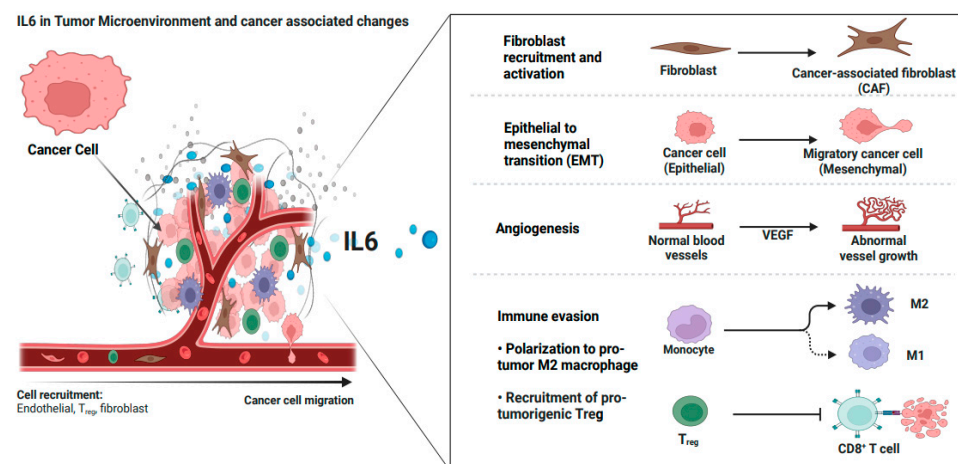 IL6 in Tumor Microenvironment and cancer associated changes
Cancer Cell
IL6
Cell recruitment:
Endothelial, Treg, fibroblast
Cancer cell migration
Fibroblast
recruitment and
activation
Fibroblast
Cancer-associated fibroblast
(CAF)
Epithelial to
mesenchymal
transition (EMT)
Cancer cell
(Epithelial)
Migratory cancer cell
(Mesenchymal)
Angiogenesis
Normal blood
vessels
VEGF
Abnormal
vessel growth
Immune evasion
• Polarization to pro-
tumor M2 macrophage
• Recruitment of pro-
tumorigenic Treg
Monocyte
M2
M1
Treg
CD8+ T cell